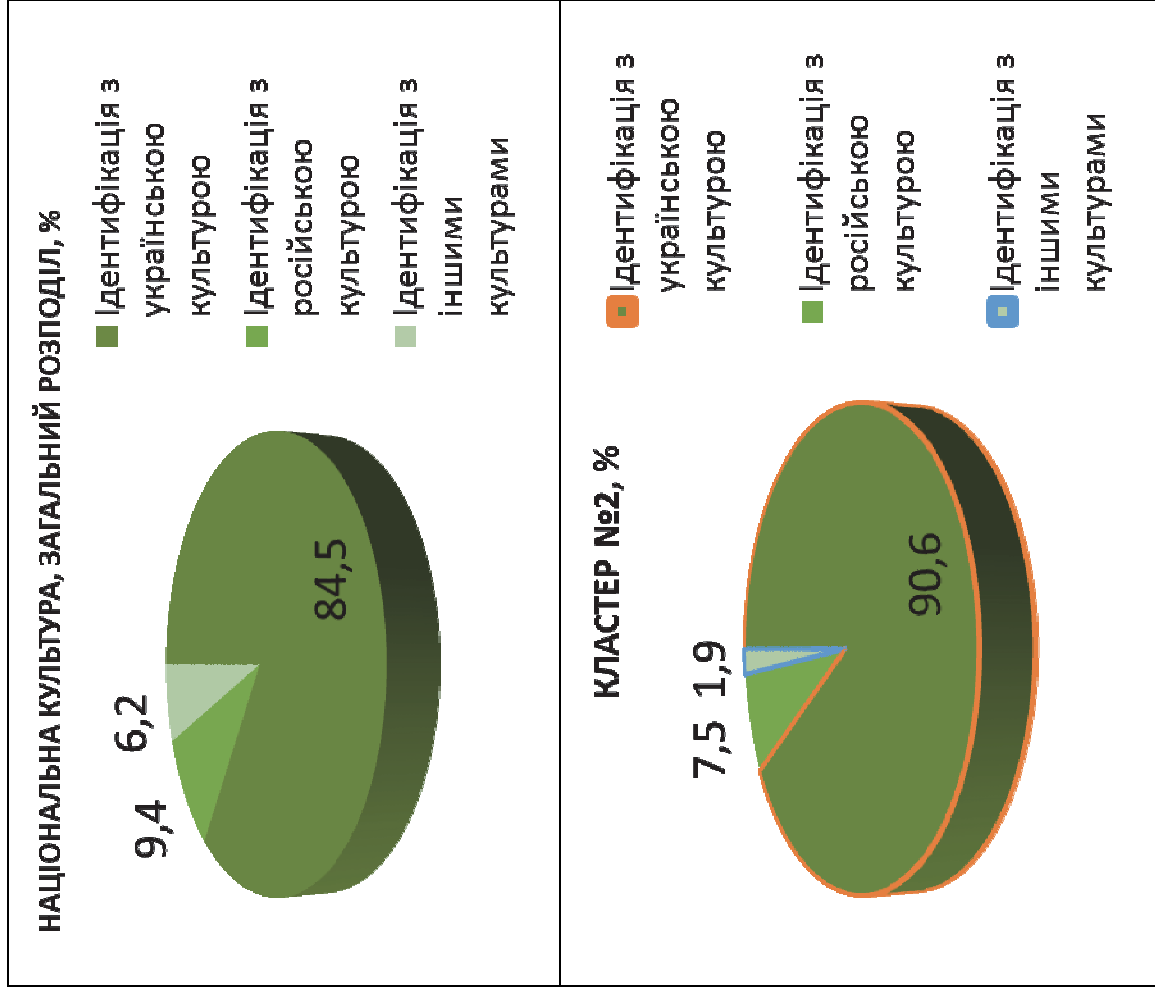 НАЦІОНАЛЬНА КУЛЬТУРА, ЗАГАЛЬНИЙ РОЗПОДІЛ, %
6,2
9,4
84,5
Ідентифікація з
українською
культурою
Ідентифікація з
російською
культурою
Ідентифікація з
іншими
культурами
КЛАСТЕР №2, %
7,5 1,9
90,6
Ідентифікація з
українською
культурою
Ідентифікація з
російською
культурою
Ідентифікація з
іншими
культурами